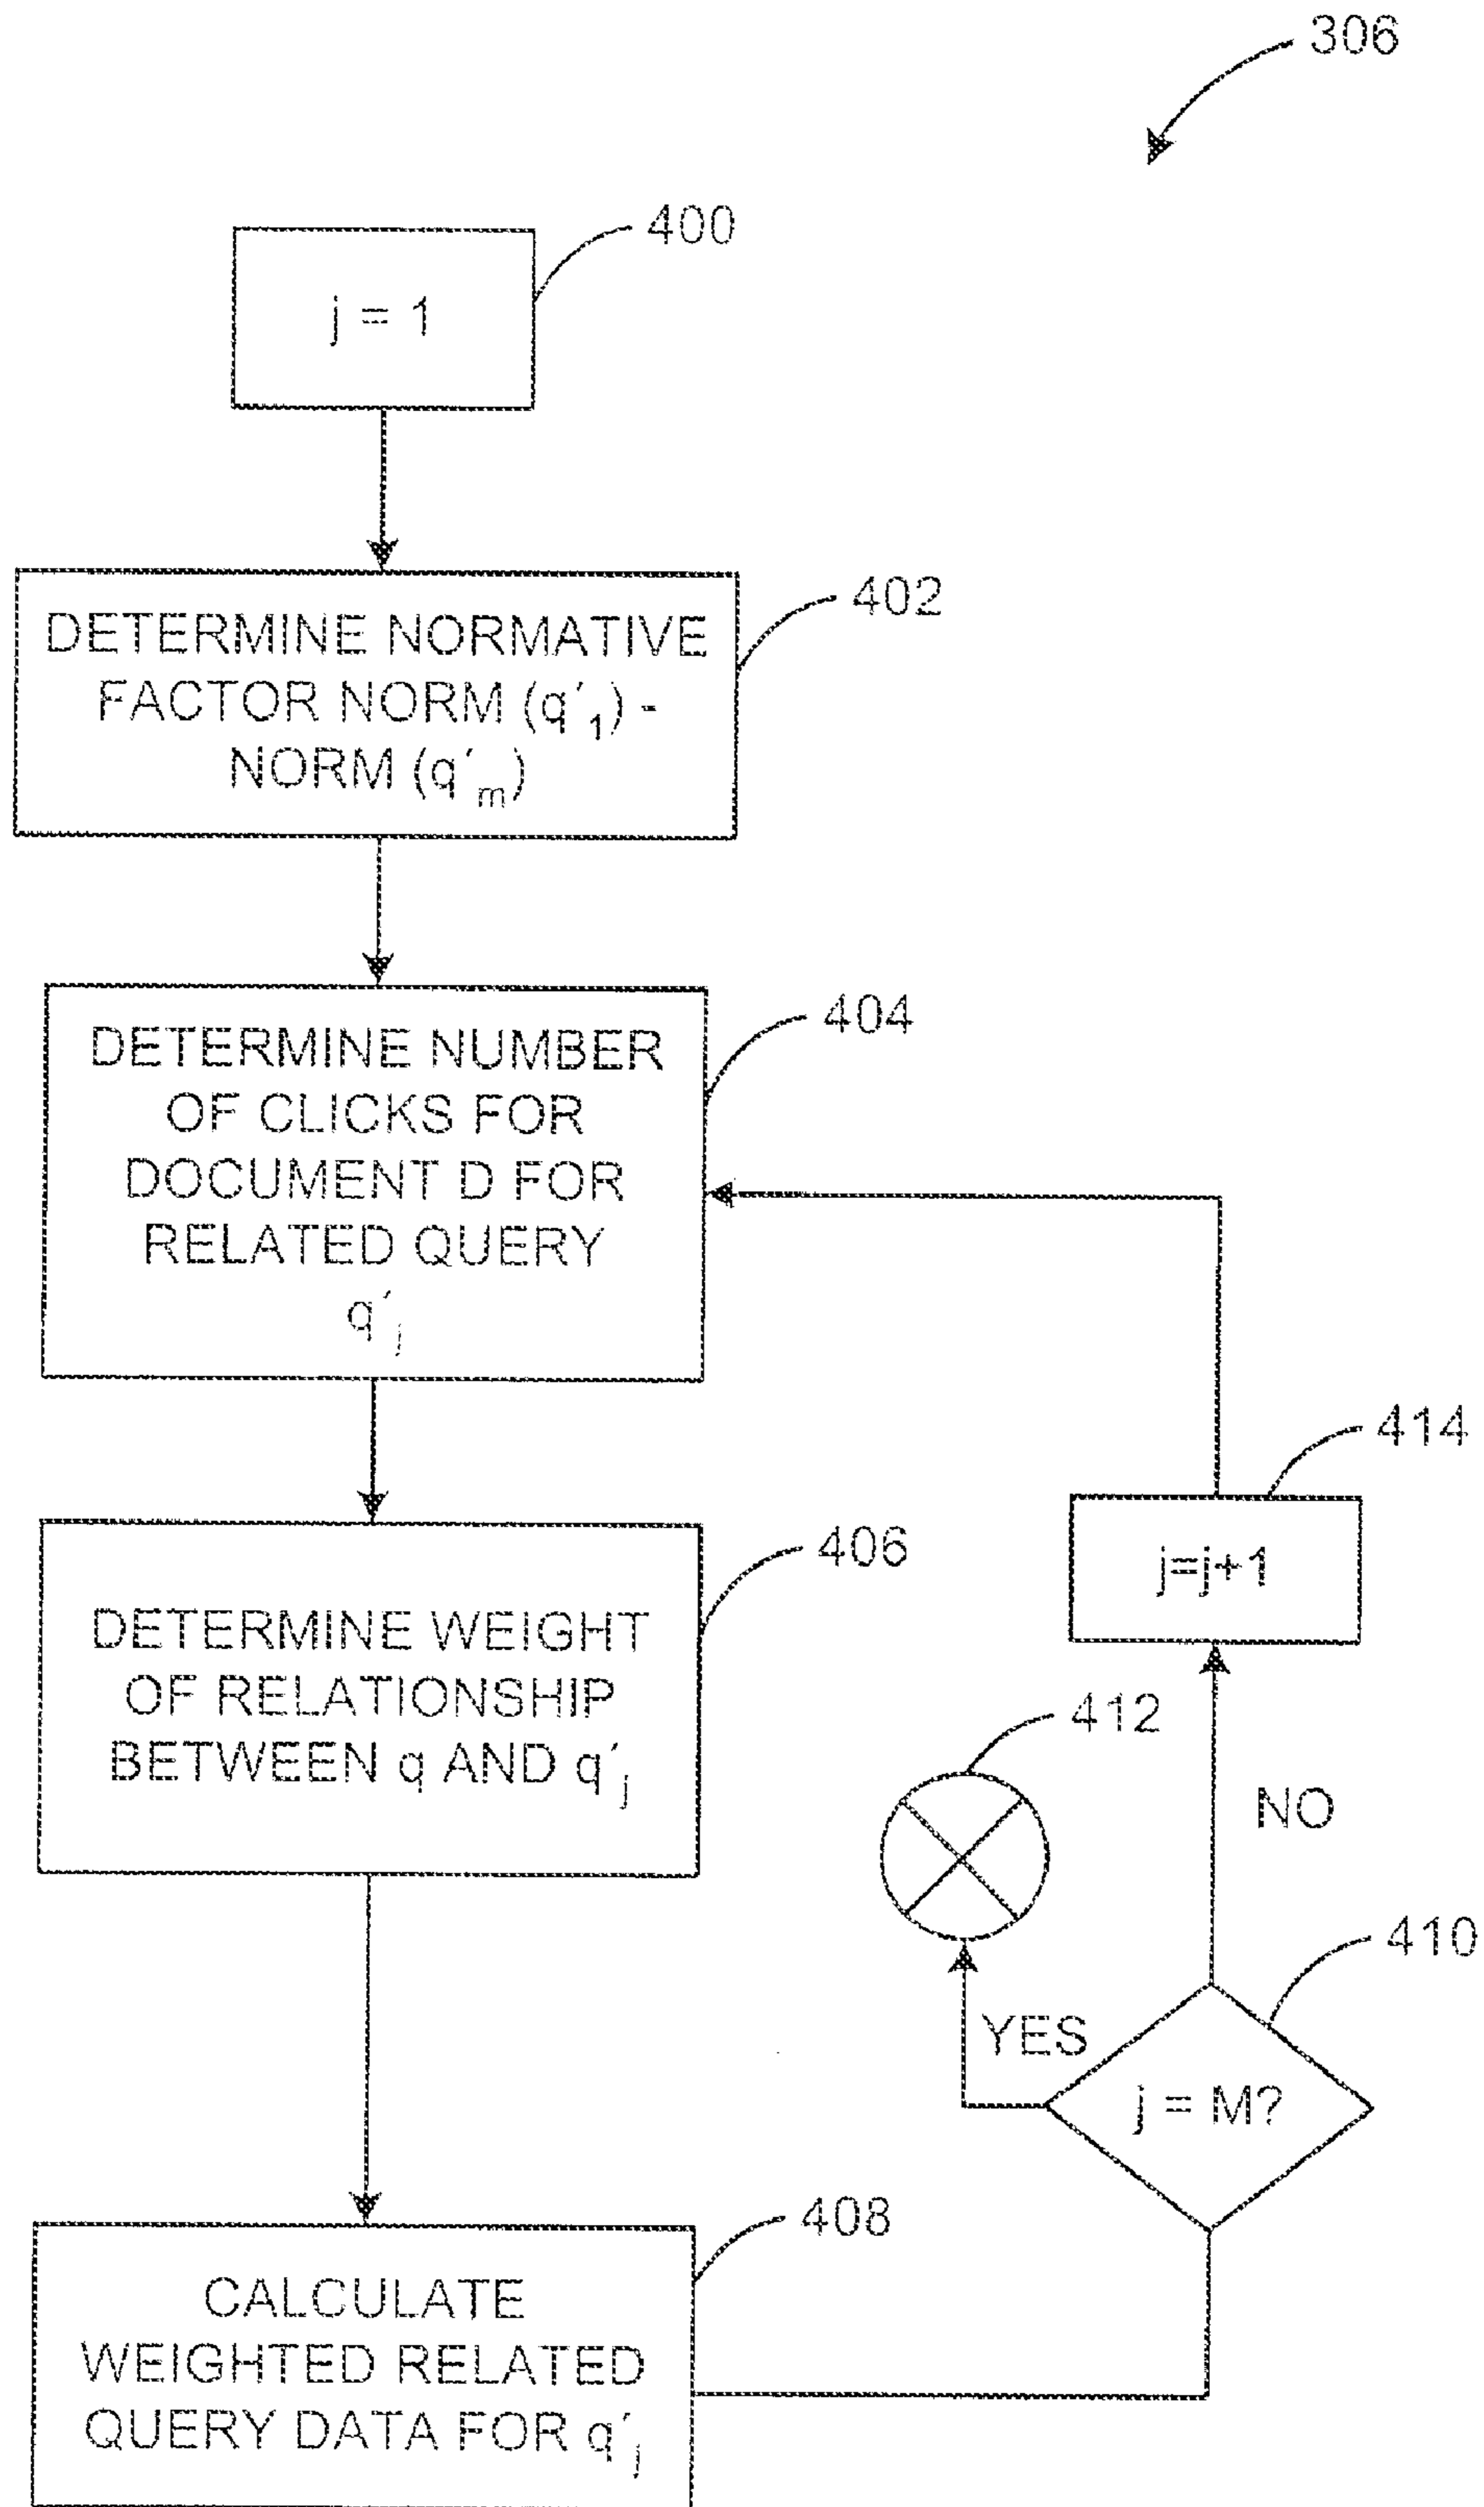 306
400
j = 1
402
DETERMINE NORMATIVE
FACTOR NORM (q′₁) -
NORM (q′ₘ)
404
DETERMINE NUMBER
OF CLICKS FOR
DOCUMENT D FOR
RELATED QUERY
q′ⱼ
414
j=j+1
406
DETERMINE WEIGHT
OF RELATIONSHIP
BETWEEN q AND q′ⱼ
412
NO
410
YES
j = M?
408
CALCULATE
WEIGHTED RELATED
QUERY DATA FOR q′ⱼ